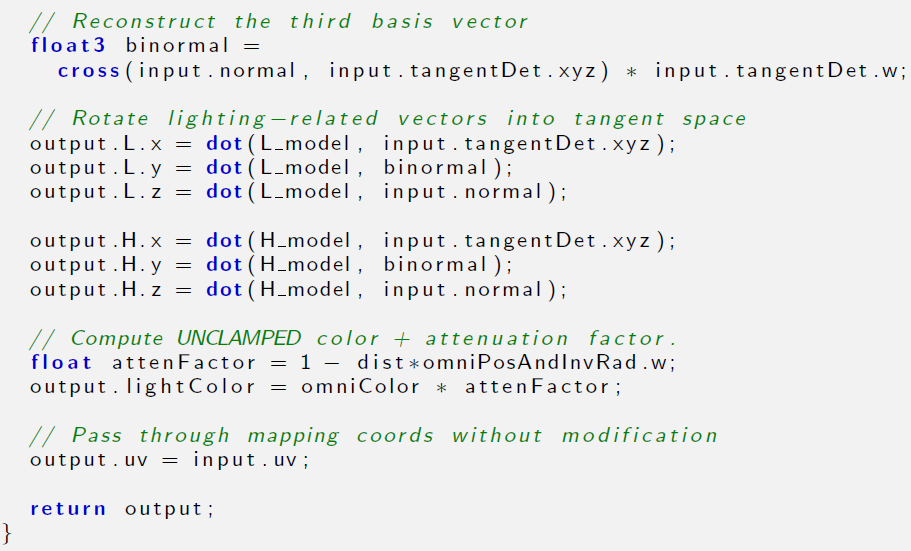 // Reconstruct the third basis vector
float3 binormal =
cross(input.normal, input.tangentDet.xyz) * input.tangentDet.w;
// Rotate lighting-related vectors into tangent space
output.L.x = dot(L_model, input.tangentDet.xyz);
output.L.y = dot(L_model, binormal);
output.L.z = dot(L_model, input.normal);
output.H.x = dot(H_model, input.tangentDet.xyz);
output.H.y = dot(H_model, binormal);
output.H.z = dot(H_model, input.normal);
// Compute UNCLAMPED color + attenuation factor.
float attenFactor = 1 - dist*omniPosAndInvRad.w;
output.lightColor = omniColor * attenFactor;
// Pass through mapping coords without modification
output.uv = input.uv;
return output;
}